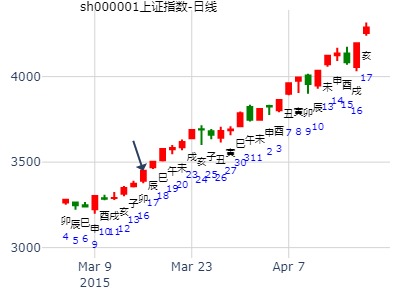 sh000001上证指数-日线
4000
3500
3000
卯 辰 巳 申 酉 戌 亥 子 卯 辰 巳 午 未 戌 亥 子 丑 寅 巳 午 未 申 酉 丑 寅 卯 辰 未 申 酉 戌 亥
4 5 6 9 10 11 12 13 16 17 18 19 20 23 24 25 26 27 30 31 1 2 3 7 8 9 10 13 14 15 16 17
Mar 9 Mar 23 Apr 7
2015